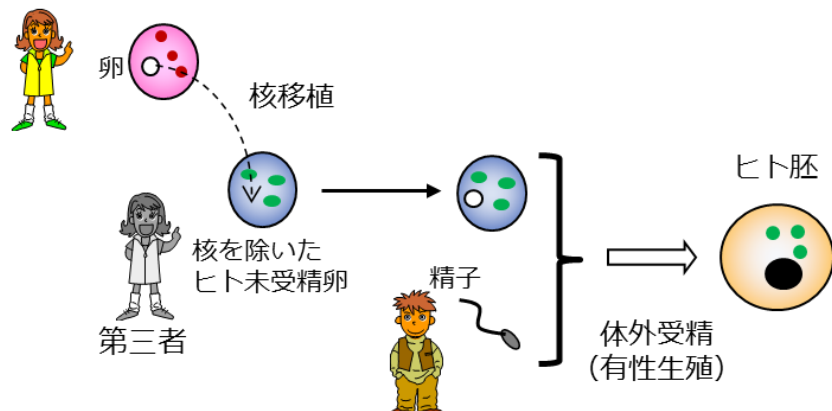 卵
核移植
核を除いた
ヒト未受精卵
第三者
精子
体外受精
(有性生殖)
ヒト胚